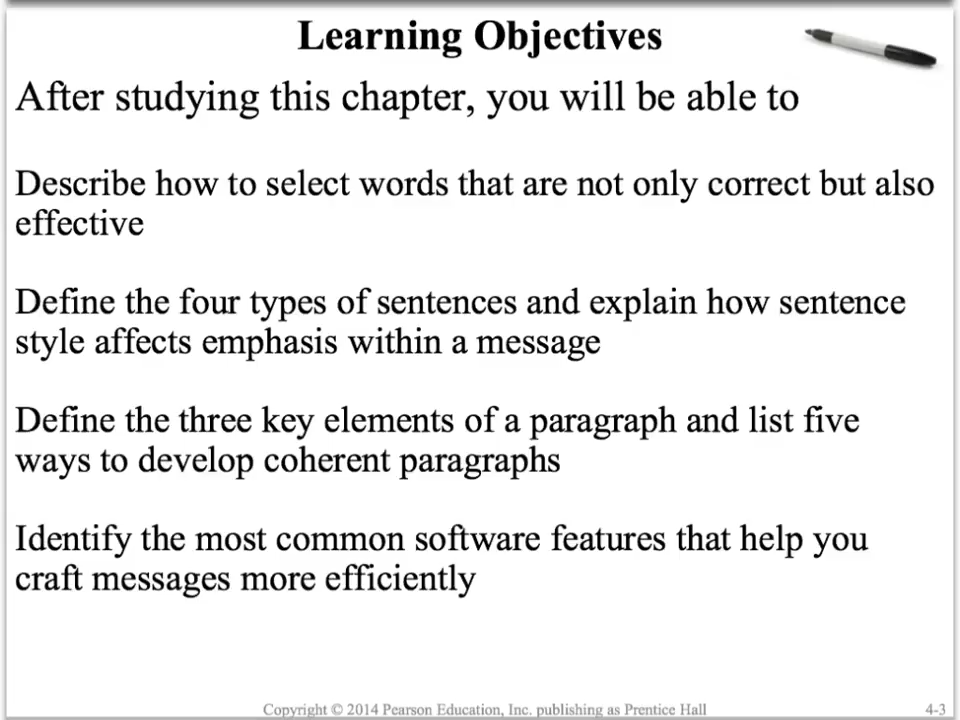 Learning Objectives
After studying this chapter, you will be able to
Describe how to select words that are not only correct but also
effective
Define the four types of sentences and explain how sentence
style affects emphasis within a message
Define the three key elements of a paragraph and list five
ways to develop coherent paragraphs
Identify the most common software features that help you
craft messages more efficiently
Copyright © 2014 Pearson Education, Inc. publishing as Prentice Hall
4-3